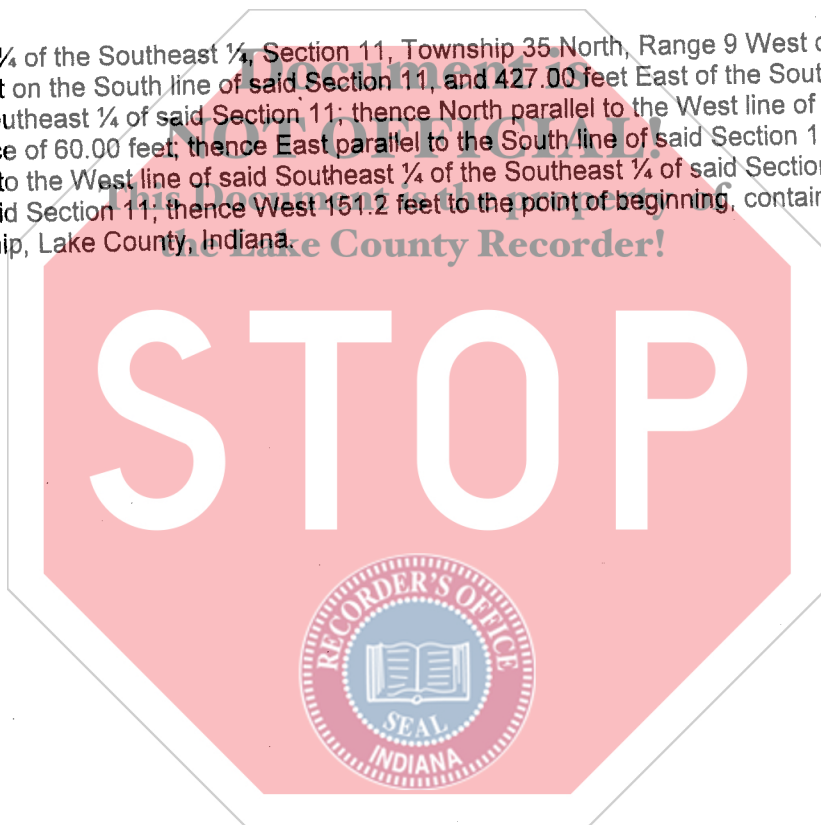 ¼ of the Southeast ¼, Section 11, Township 35 North, Range 9 West
t on the South line of said Section 11, and 427.00 feet East of the Sout
utheast ¼ of said Section 11; thence North parallel to the West line of
ce of 60.00 feet; thence East parallel to the South line of said Section 1
to the West line of said Southeast ¼ of the Southeast ¼ of said Section
id Section 11; thence West 151.2 feet to the point of beginning, contain
ip, Lake County, Indiana.
Document is
NOT OFFICIAL!
This Document is the property of
the Lake County Recorder!
STOP
RECORDER'S OFFICE
SEAL
INDIANA